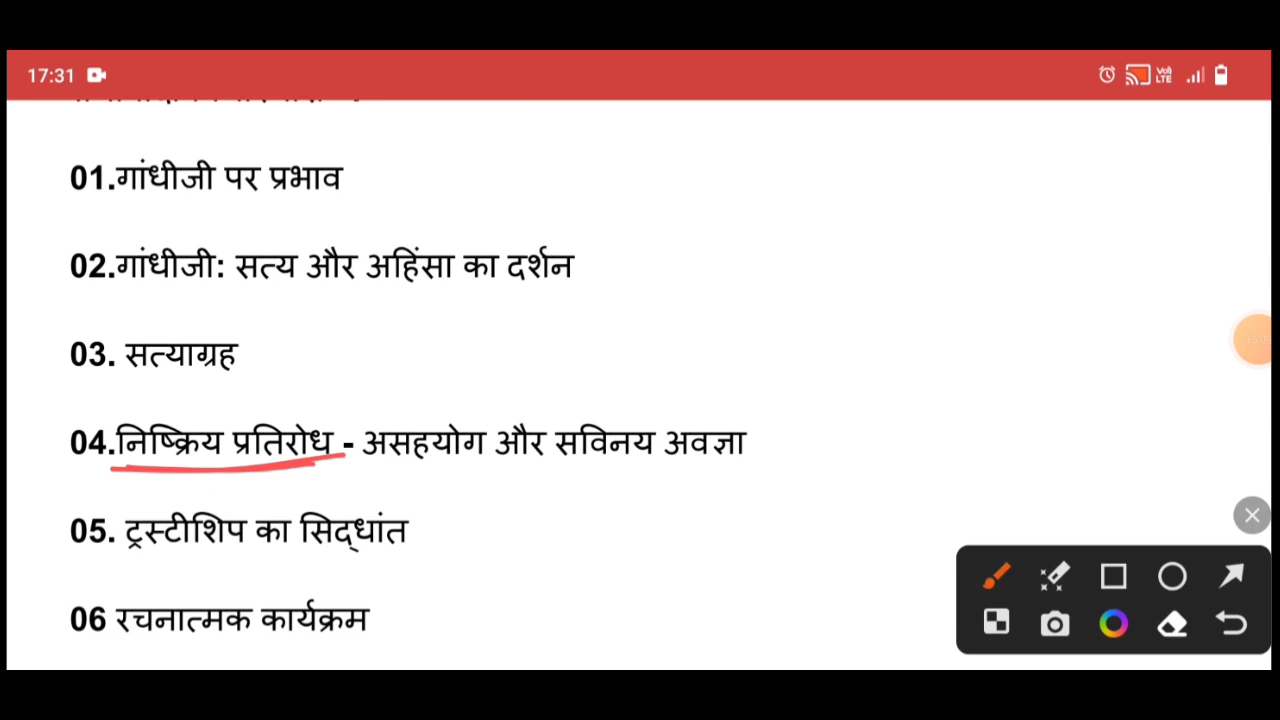 17:31
01.गांधीजी पर प्रभाव
02.गांधीजी: सत्य और अहिंसा का दर्शन
03. सत्याग्रह
04.निष्क्रिय प्रतिरोध - असहयोग और सविनय अवज्ञा
05. ट्रस्टीशिप का सिद्धांत
06 रचनात्मक कार्यक्रम